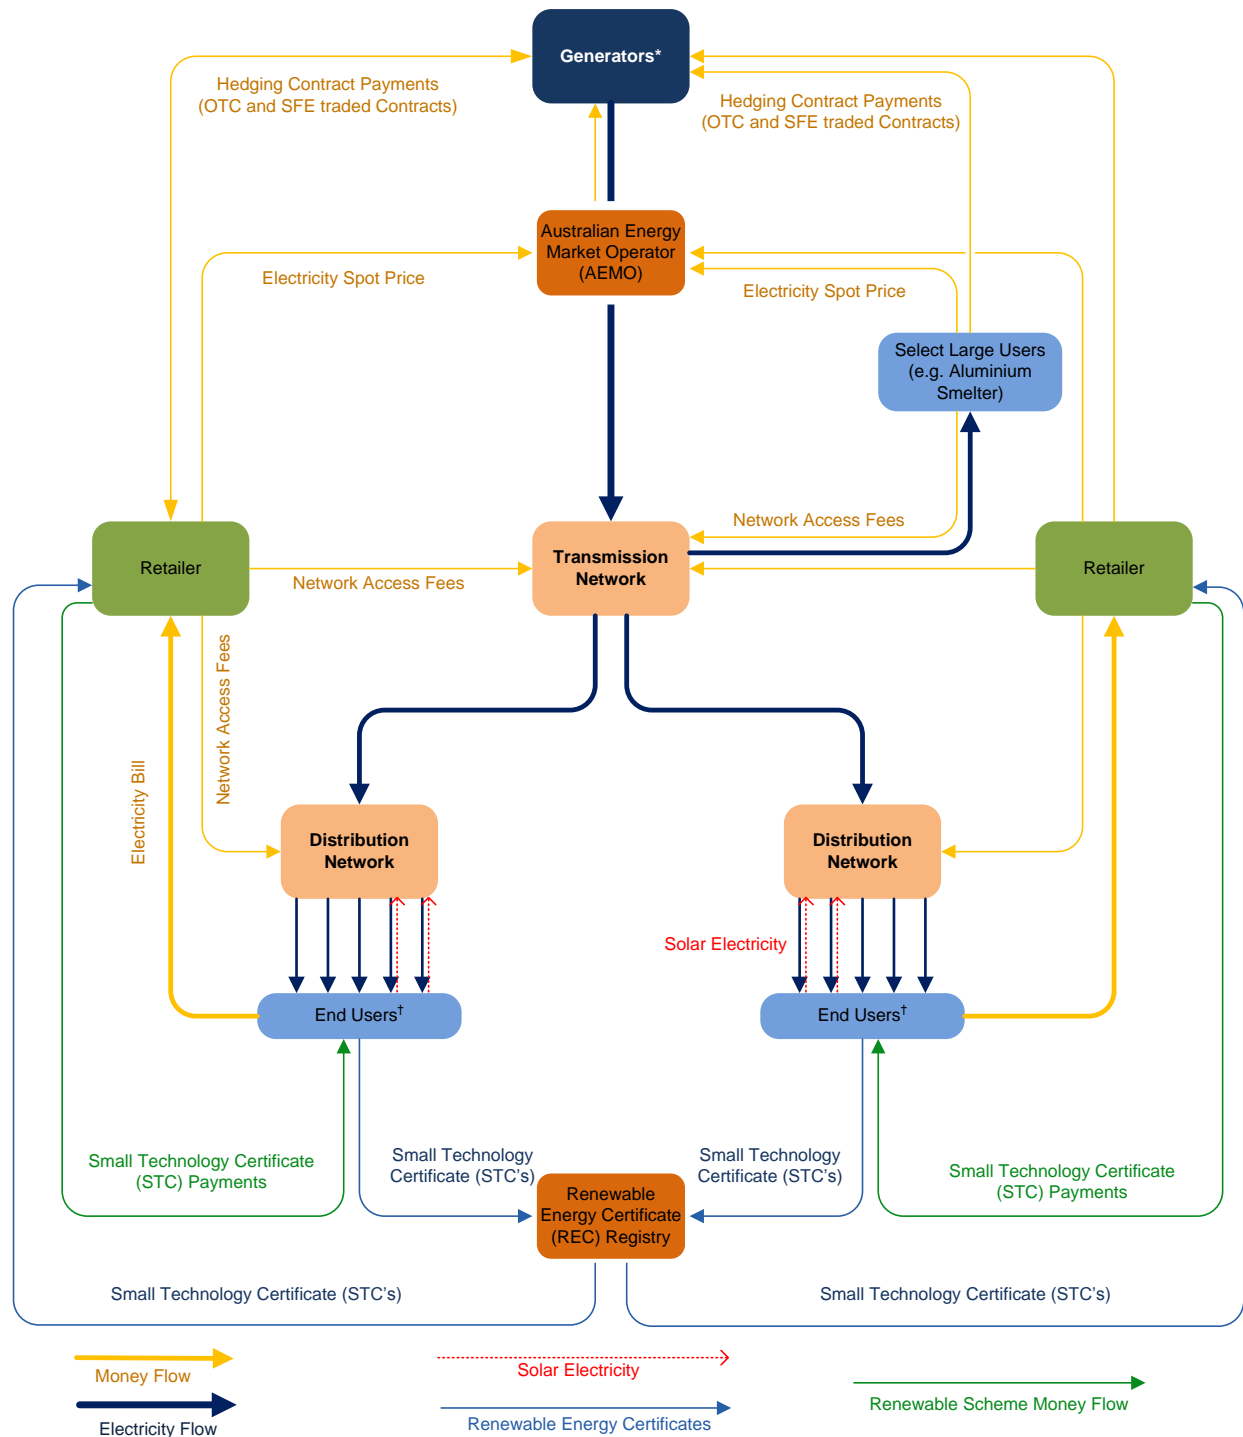 Generators*
Hedging Contract Payments
(OTC and SFE traded Contracts)
Hedging Contract Payments
(OTC and SFE traded Contracts)
Australian Energy
Market Operator
(AEMO)
Electricity Spot Price
Electricity Spot Price
Select Large Users
(e.g. Aluminium
Smelter)
Network Access Fees
Retailer
Transmission
Network
Retailer
Network Access Fees
Network Access Fees
Electricity Bill
Distribution
Network
Distribution
Network
Solar Electricity
End Users†
End Users†
Small Technology Certificate
(STC) Payments
Small Technology
Certificate (STC's)
Small Technology
Certificate (STC's)
Small Technology Certificate
(STC) Payments
Renewable
Energy Certificate
(REC) Registry
Small Technology Certificate (STC's)
Small Technology Certificate (STC's)
Money Flow
Solar Electricity
Renewable Scheme Money Flow
Electricity Flow
Renewable Energy Certificates